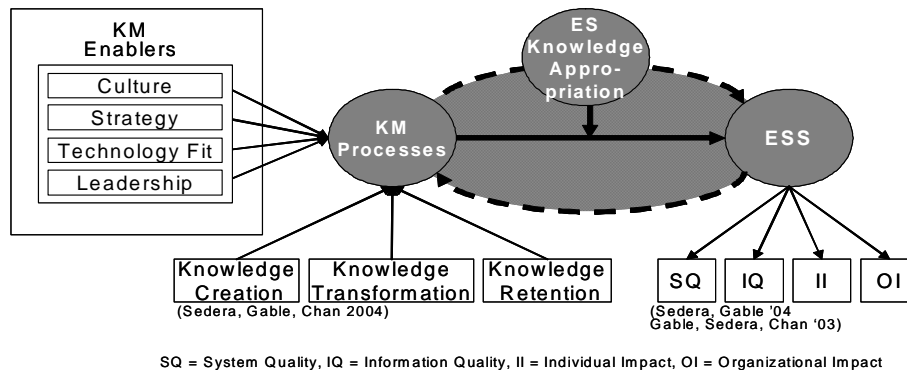 KM
Enablers
Culture
Strategy
Technology Fit
Leadership
KM
Processes
ES
Knowledge
Appro-
priation
ESS
Knowledge
Creation
(Sedera, Gable, Chan 2004)
Knowledge
Transformation
Knowledge
Retention
SQ
IQ
II
OI
(Sedera, Gable '04
Gable, Sedera, Chan ‘03)
SQ = System Quality, IQ = Information Quality, II = Individual Impact, OI = Organizational Impact